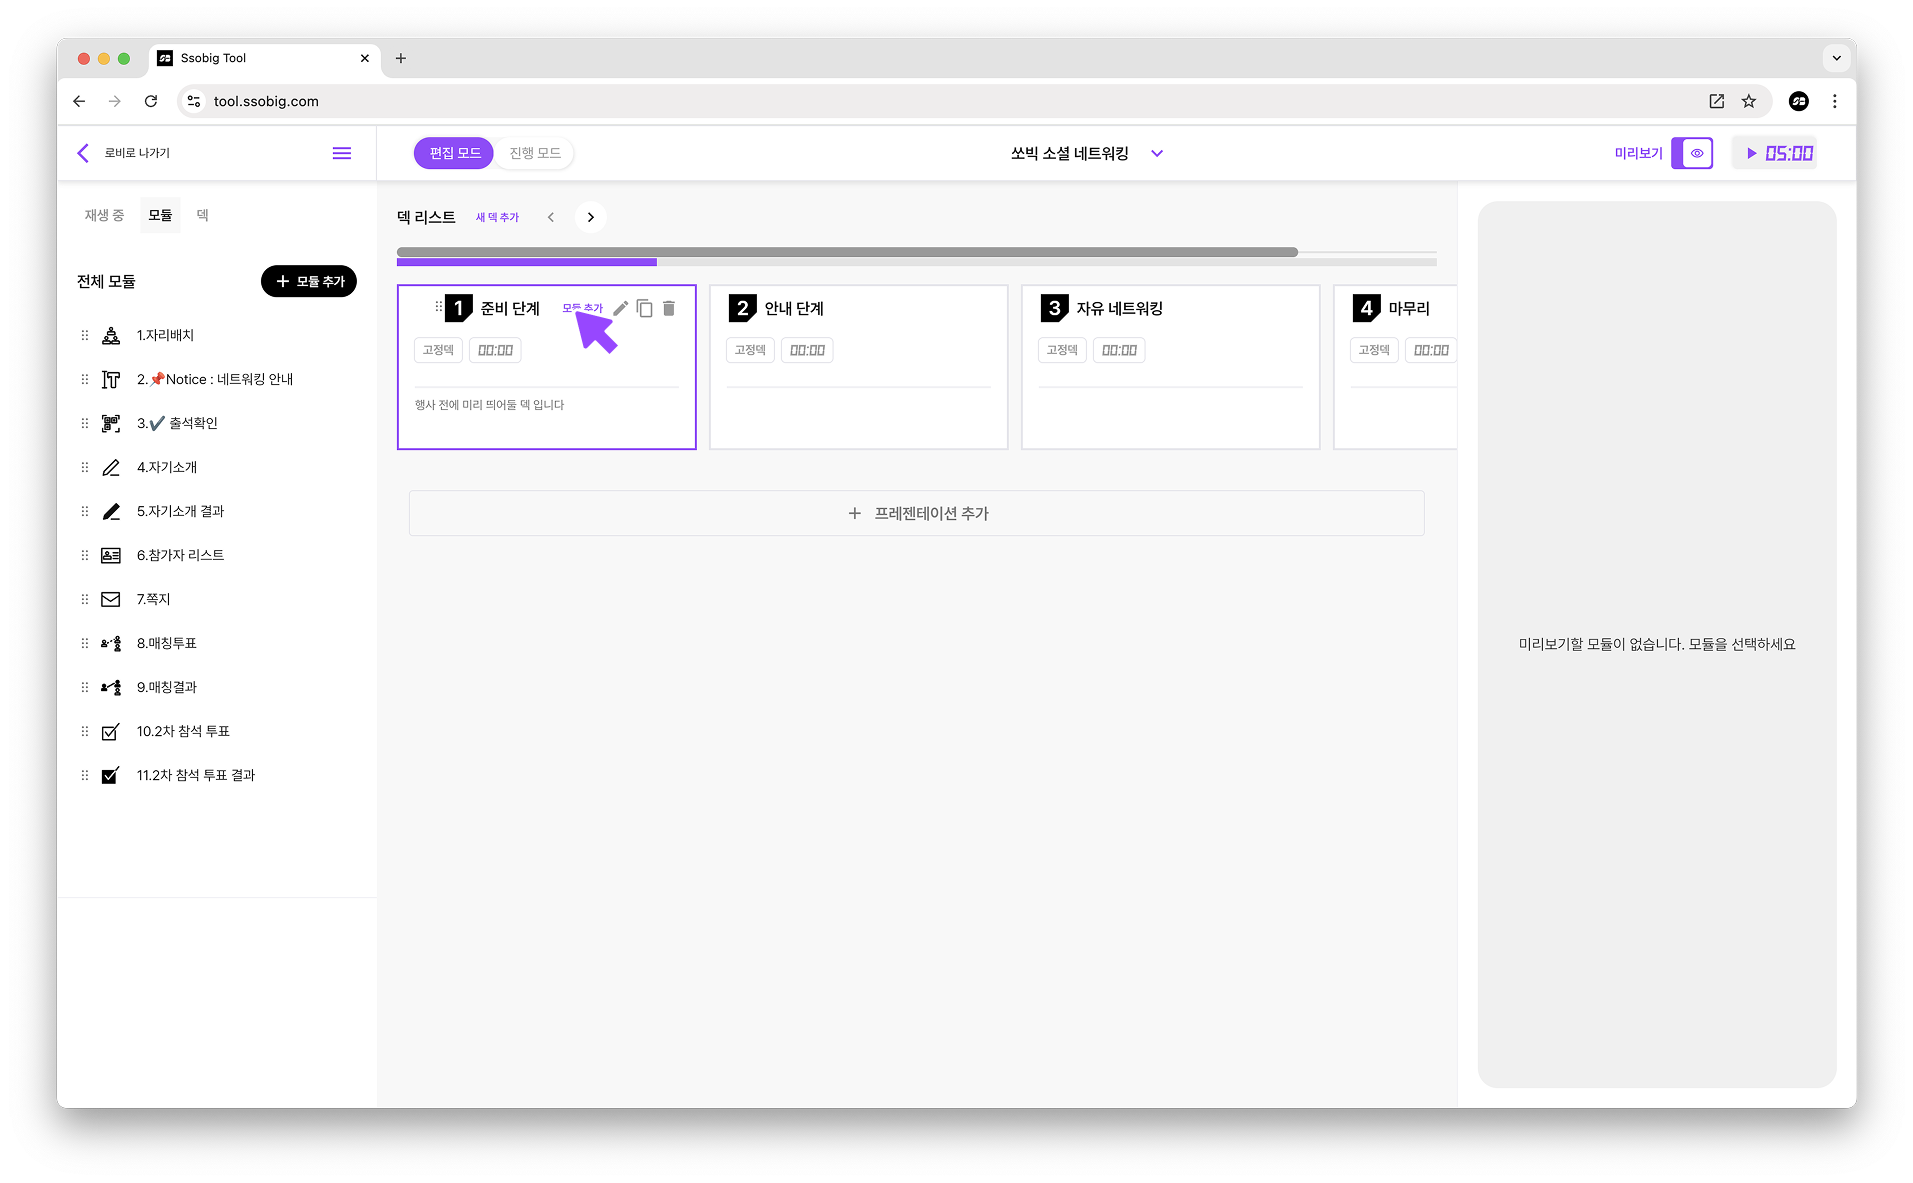 Ssobig Tool
tool.ssobig.com
로비로 나가기
편집 모드
진행 모드
쏘빅 소셜 네트워킹
미리보기
05:00
재생 중
모듈
덱
전체 모듈
모듈 추가
1.자리배치
2.📌Notice : 네트워킹 안내
3.✔️ 출석확인
4.자기소개
5.자기소개 결과
6.참가자 리스트
7.쪽지
8.매칭투표
9.매칭결과
10.2차 참석 투표
11.2차 참석 투표 결과
덱 리스트
새 덱 추가
1 준비 단계
모듈 추가
고정덱
00:00
행사 전에 미리 띄어둘 덱 입니다
2 안내 단계
고정덱
00:00
3 자유 네트워킹
고정덱
00:00
4 마무리
고정덱
00:00
프레젠테이션 추가
미리보기할 모듈이 없습니다. 모듈을 선택하세요